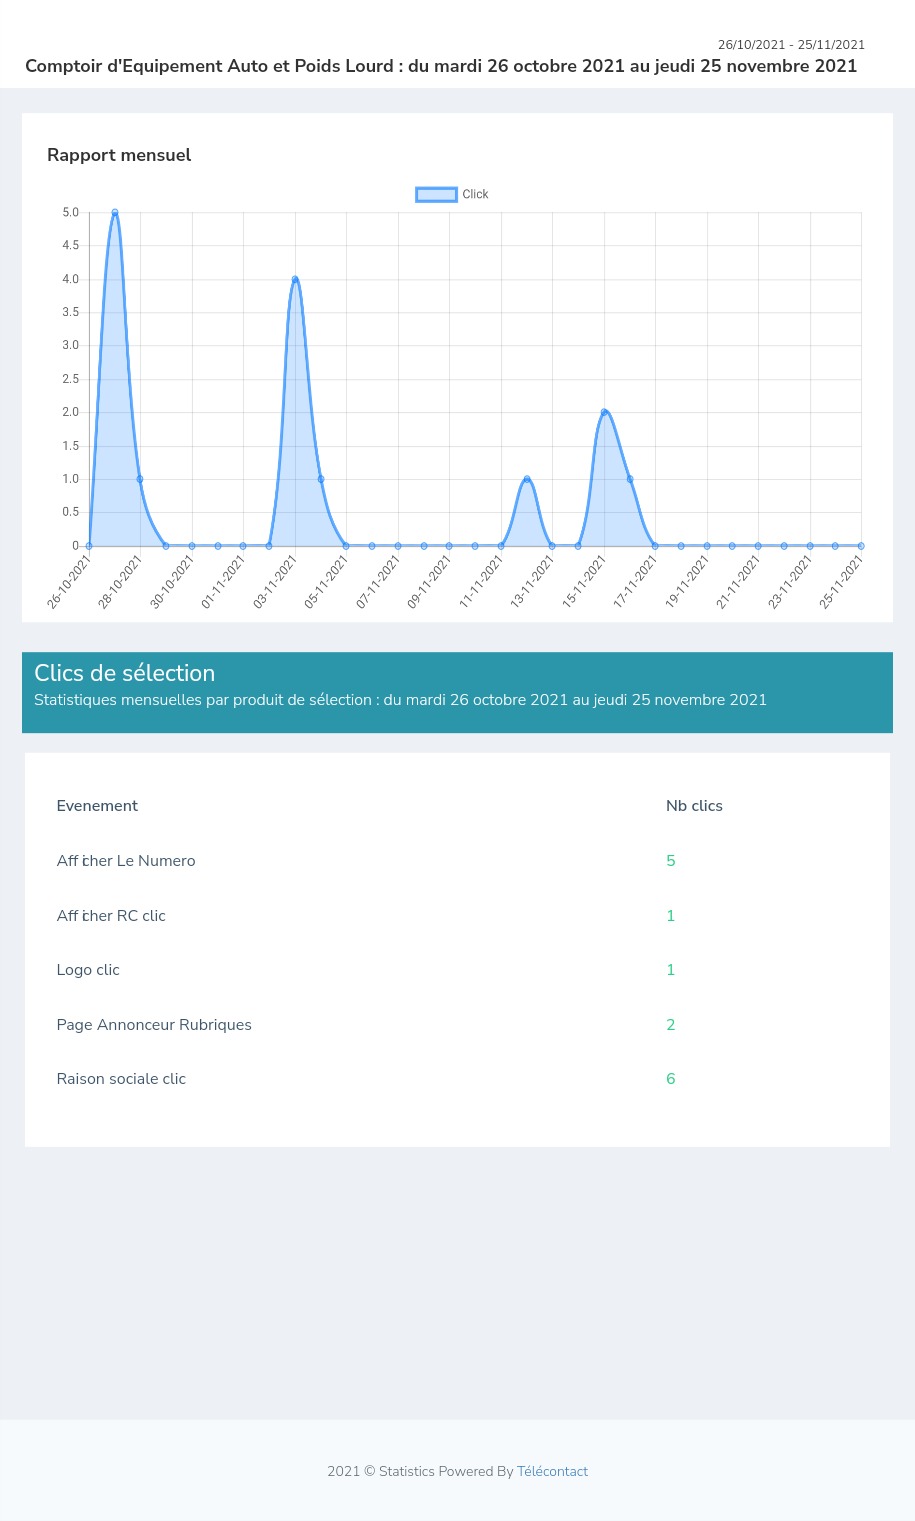 26/10/2021 - 25/11/2021
Comptoir d'Equipement Auto et Poids Lourd : du mardi 26 octobre 2021 au jeudi 25 novembre 2021
Rapport mensuel
Click
5.0
4.5
4.0
3.5
3.0
2.5
2.0
1.5
1.0
0.5
0
26-10-2021 28-10-2021 30-10-2021 01-11-2021 03-11-2021 05-11-2021 07-11-2021 09-11-2021 11-11-2021 13-11-2021 15-11-2021 17-11-2021 19-11-2021 21-11-2021 23-11-2021 25-11-2021
Clics de sélection
Statistiques mensuelles par produit de sélection : du mardi 26 octobre 2021 au jeudi 25 novembre 2021
Evenement Nb clics
Afficher Le Numero 5
Afficher RC clic 1
Logo clic 1
Page Annonceur Rubriques 2
Raison sociale clic 6
2021 © Statistics Powered By Télécontact